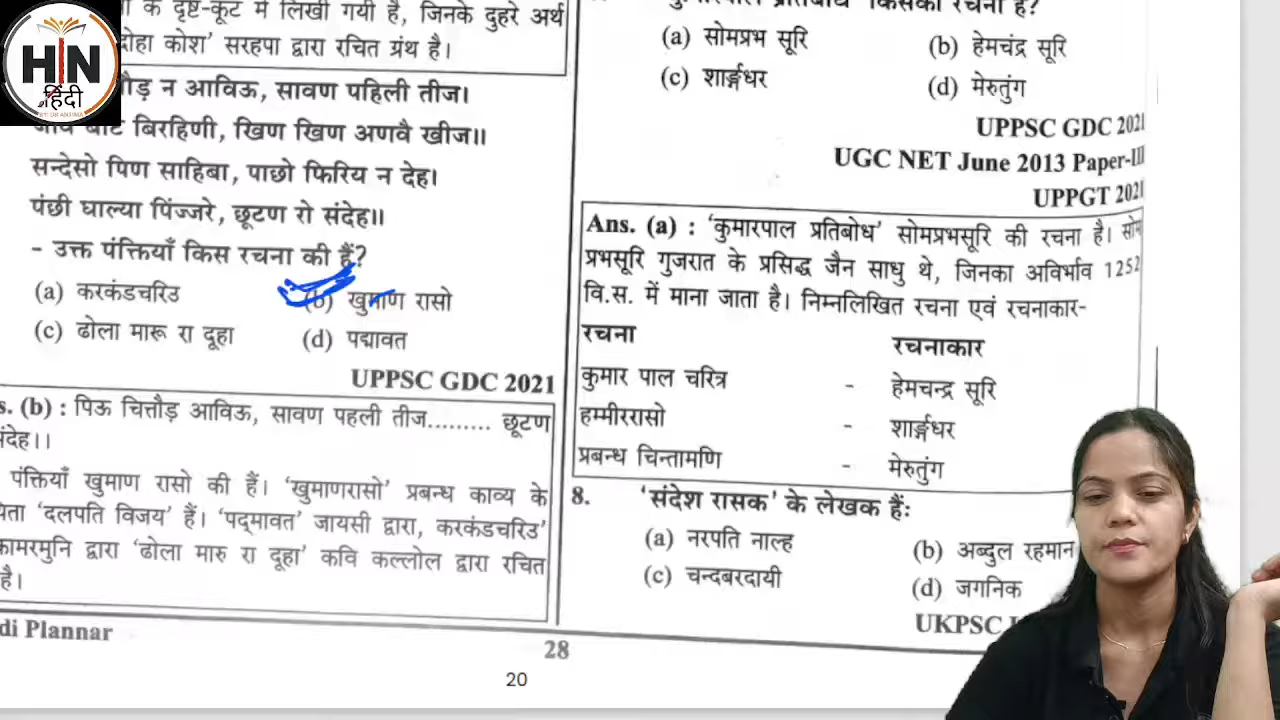 HIN
हिंदी
के दृष्ट-कूट में लिखी गयी है, जिनके दुहरे अर्थ
दोहा कोश' सरहपा द्वारा रचित ग्रंथ है।
न आविऊ, सावण पहिली तीज।
बिरहिणी, खिण खिण अणवै खीज॥
सन्देसो पिण साहिबा, पाछो फिरिय न देह।
पंछी घाल्या पिंज्जरे, छूटण रो संदेह॥
- उक्त पंक्तियाँ किस रचना की हैं?
(a) करकंडचरिउ (b) खुमाण रासो
(c) ढोला मारू रा दूहा (d) पद्मावत
UPPSC GDC 2021
s. (b) : पिऊ चित्तौड़ आविऊ, सावण पहली तीज......... छूटण
संदेह।।
पंक्तियाँ खुमाण रासो की हैं। 'खुमाणरासो' प्रबन्ध काव्य के
'दलपति विजय' हैं। 'पद्मावत' जायसी द्वारा, करकंडचरिउ'
द्वारा 'ढोला मारु रा दूहा' कवि कल्लोल द्वारा रचित
है।
di Plannar
किसकी रचना है?
(a) सोमप्रभ सूरि (b) हेमचंद्र सूरि
(c) शार्ङ्गधर (d) मेरुतुंग
UPPSC GDC 2021
UGC NET June 2013 Paper-III
UPPGT 2021
Ans. (a) : 'कुमारपाल प्रतिबोध' सोमप्रभसूरि की रचना है। सोम
प्रभसूरि गुजरात के प्रसिद्ध जैन साधु थे, जिनका अविर्भाव 1252
वि.स. में माना जाता है। निम्नलिखित रचना एवं रचनाकार-
रचना रचनाकार
कुमार पाल चरित्र - हेमचन्द्र सूरि
हम्मीररासो - शार्ङ्गधर
प्रबन्ध चिन्तामणि - मेरुतुंग
8. 'संदेश रासक' के लेखक हैंः
(a) नरपति नाल्ह (b) अब्दुल रहमान
(c) चन्दबरदायी (d) जगनिक
UKPSC
28
20